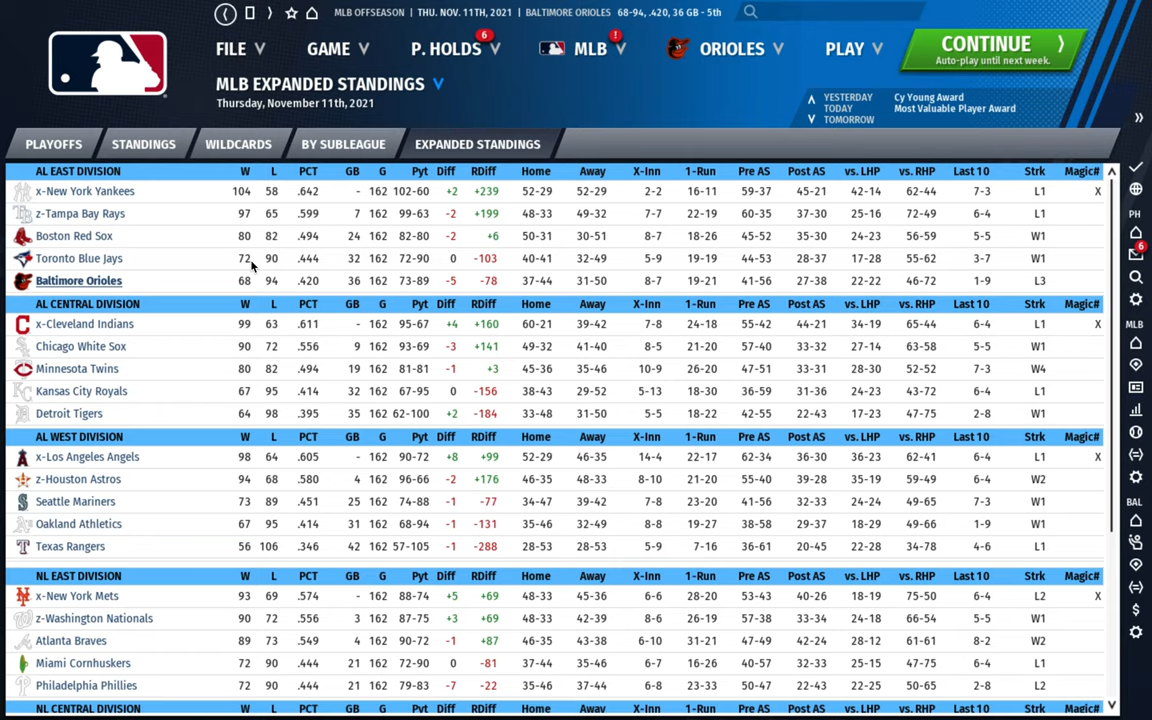 MLB OFFSEASON | THU. NOV. 11TH, 2021 | BALTIMORE ORIOLES 68-94, .420, 36 GB - 5th
FILE GAME P. HOLDS 6 MLB ! ORIOLES PLAY CONTINUE
Auto-play until next week.
MLB EXPANDED STANDINGS
Thursday, November 11th, 2021
YESTERDAY Cy Young Award
TODAY Most Valuable Player Award
TOMORROW
PLAYOFFS STANDINGS WILDCARDS BY SUBLEAGUE EXPANDED STANDINGS
AL EAST DIVISION W L PCT GB G Pyt Diff RDiff Home Away X-Inn 1-Run Pre AS Post AS vs. LHP vs. RHP Last 10 Strk Magic#
x-New York Yankees 104 58 .642 - 162 102-60 +2 +239 52-29 52-29 2-2 16-11 59-37 45-21 42-14 62-44 7-3 L1 X
z-Tampa Bay Rays 97 65 .599 7 162 99-63 -2 +199 48-33 49-32 7-7 22-19 60-35 37-30 25-16 72-49 6-4 L1
Boston Red Sox 80 82 .494 24 162 82-80 -2 +6 50-31 30-51 8-7 18-26 45-52 35-30 24-23 56-59 5-5 W1
Toronto Blue Jays 72 90 .444 32 162 72-90 0 -103 40-41 32-49 5-9 19-19 44-53 28-37 17-28 55-62 3-7 W1
Baltimore Orioles 68 94 .420 36 162 73-89 -5 -78 37-44 31-50 8-7 19-21 41-56 27-38 22-22 46-72 1-9 L3
AL CENTRAL DIVISION W L PCT GB G Pyt Diff RDiff Home Away X-Inn 1-Run Pre AS Post AS vs. LHP vs. RHP Last 10 Strk Magic#
x-Cleveland Indians 99 63 .611 - 162 95-67 +4 +160 60-21 39-42 7-8 24-18 55-42 44-21 34-19 65-44 6-4 L1 X
Chicago White Sox 90 72 .556 9 162 93-69 -3 +141 49-32 41-40 8-5 21-20 57-40 33-32 27-14 63-58 5-5 W1
Minnesota Twins 80 82 .494 19 162 81-81 -1 +3 45-36 35-46 10-9 26-20 47-51 33-31 28-30 52-52 7-3 W4
Kansas City Royals 67 95 .414 32 162 67-95 0 -156 38-43 29-52 5-13 18-30 36-59 31-36 24-23 43-72 6-4 L1
Detroit Tigers 64 98 .395 35 162 62-100 +2 -184 33-48 31-50 5-5 18-22 42-55 22-43 17-23 47-75 2-8 W1
AL WEST DIVISION W L PCT GB G Pyt Diff RDiff Home Away X-Inn 1-Run Pre AS Post AS vs. LHP vs. RHP Last 10 Strk Magic#
x-Los Angeles Angels 98 64 .605 - 162 90-72 +8 +99 52-29 46-35 14-4 22-17 62-34 36-30 36-23 62-41 6-4 L1 X
z-Houston Astros 94 68 .580 4 162 96-66 -2 +176 46-35 48-33 8-10 21-20 55-40 39-28 35-19 59-49 6-4 W2
Seattle Mariners 73 89 .451 25 162 74-88 -1 -77 34-47 39-42 7-8 23-20 41-56 32-33 24-24 49-65 7-3 W1
Oakland Athletics 67 95 .414 31 162 68-94 -1 -131 35-46 32-49 8-8 19-27 38-58 29-37 18-29 49-66 1-9 W1
Texas Rangers 56 106 .346 42 162 57-105 -1 -288 28-53 28-53 5-9 7-16 36-61 20-45 22-28 34-78 4-6 L1
NL EAST DIVISION W L PCT GB G Pyt Diff RDiff Home Away X-Inn 1-Run Pre AS Post AS vs. LHP vs. RHP Last 10 Strk Magic#
x-New York Mets 93 69 .574 - 162 88-74 +5 +69 48-33 45-36 6-6 28-20 53-43 40-26 18-19 75-50 6-4 L2 X
z-Washington Nationals 90 72 .556 3 162 87-75 +3 +69 48-33 42-39 8-6 26-19 57-38 33-34 24-18 66-54 5-5 W1
Atlanta Braves 89 73 .549 4 162 90-72 -1 +87 46-35 43-38 6-10 31-21 47-49 42-24 28-12 61-61 8-2 W2
Miami Cornhuskers 72 90 .444 21 162 72-90 0 -81 37-44 35-46 6-7 16-26 40-57 32-33 25-15 47-75 6-4 L1
Philadelphia Phillies 72 90 .444 21 162 79-83 -7 -22 35-46 37-44 6-8 23-33 50-47 22-43 22-25 50-65 2-8 L2
NL CENTRAL DIVISION W L PCT GB G Pyt Diff RDiff Home Away X-Inn 1-Run Pre AS Post AS vs. LHP vs. RHP Last 10 Strk Magic#
PH
6
MLB
BAL